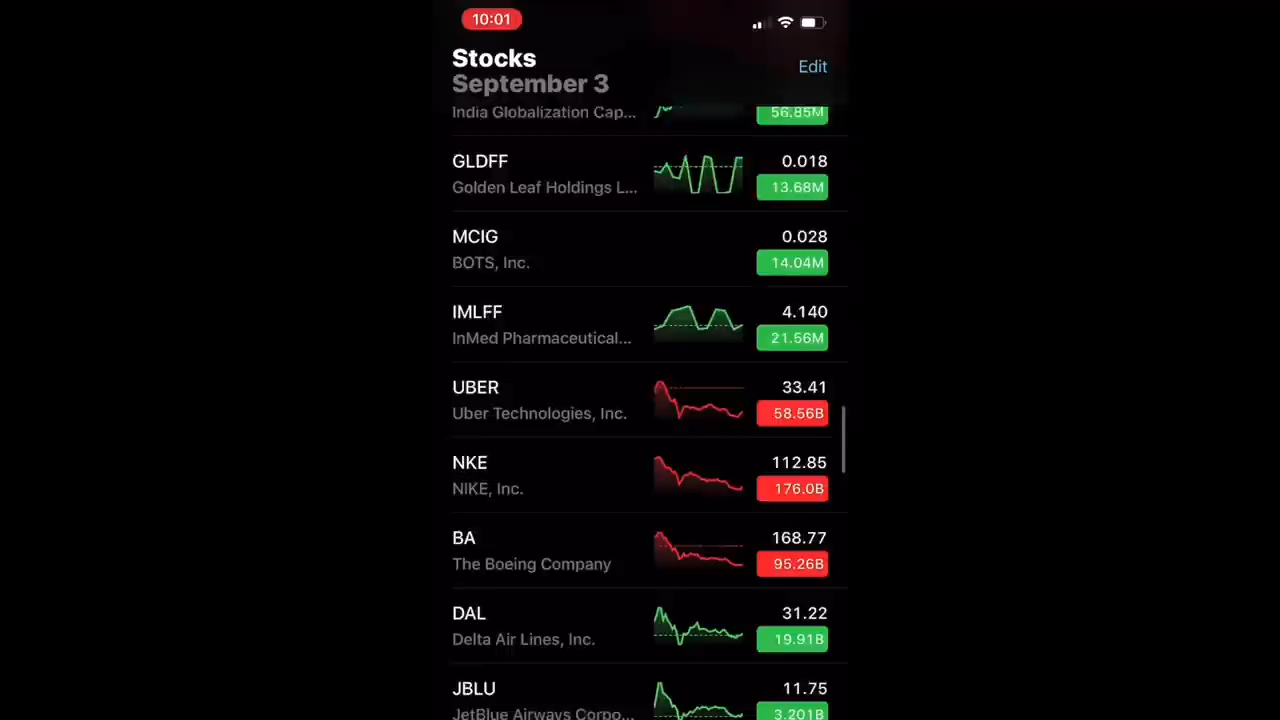 10:01
Stocks
Edit
September 3
India Globalization Cap...
56.85M
GLDFF
0.018
Golden Leaf Holdings L...
13.68M
MCIG
0.028
BOTS, Inc.
14.04M
IMLFF
4.140
InMed Pharmaceutical...
21.56M
UBER
33.41
Uber Technologies, Inc.
58.56B
NKE
112.85
NIKE, Inc.
176.0B
BA
168.77
The Boeing Company
95.26B
DAL
31.22
Delta Air Lines, Inc.
19.91B
JBLU
11.75
JetBlue Airways Corpo...
3.201B